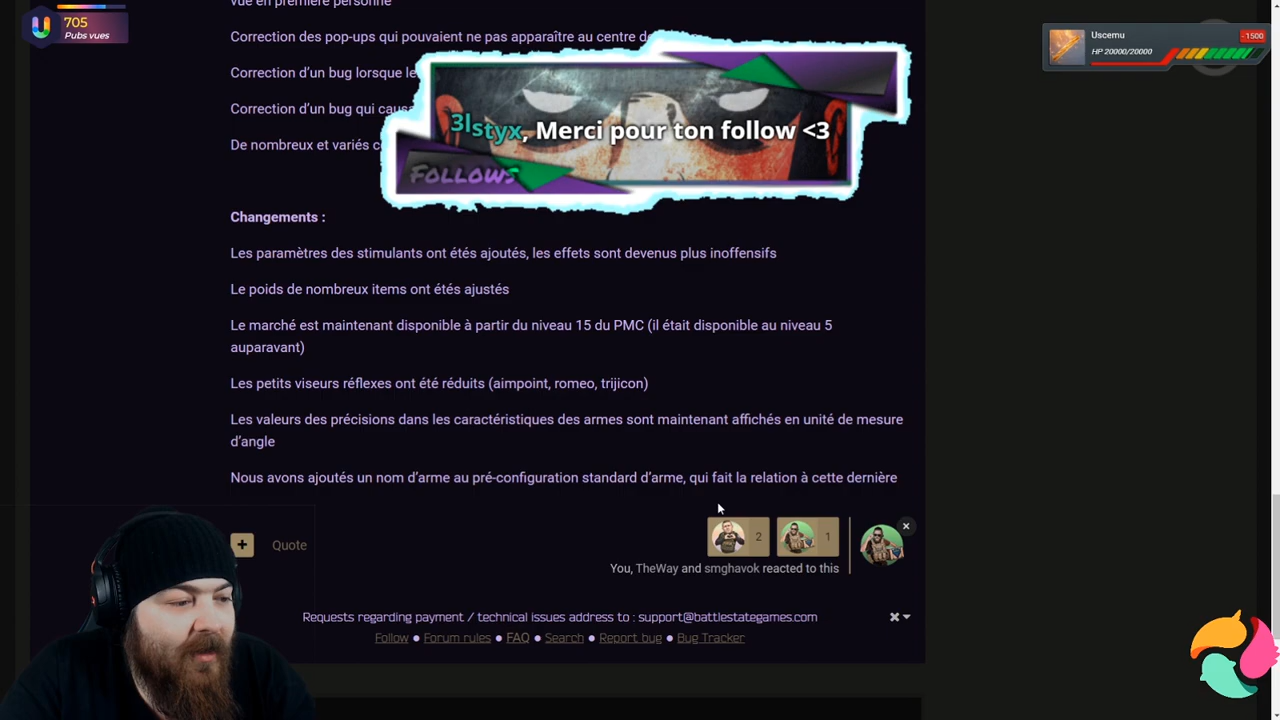 vue en première personne
705
Pubs vues
Correction des pop-ups qui pouvaient ne pas apparaître au centre de
Uscemu
-1500
HP 20000/20000
Correction d'un bug lorsque le
Correction d'un bug qui
3lstyx, Merci pour ton follow <3
De nombreux et variés
FOLLOWS
Changements :
Les paramètres des stimulants ont étés ajoutés, les effets sont devenus plus inoffensifs
Le poids de nombreux items ont étés ajustés
Le marché est maintenant disponible à partir du niveau 15 du PMC (il était disponible au niveau 5
auparavant)
Les petits viseurs réflexes ont été réduits (aimpoint, romeo, trijicon)
Les valeurs des précisions dans les caractéristiques des armes sont maintenant affichés en unité de mesure
d'angle
Nous avons ajoutés un nom d'arme au pré-configuration standard d'arme, qui fait la relation à cette dernière
+ Quote
2
1
You, TheWay and smghavok reacted to this
Requests regarding payment / technical issues address to : support@battlestategames.com
Follow ● Forum rules ● FAQ ● Search ● Report bug ● Bug Tracker